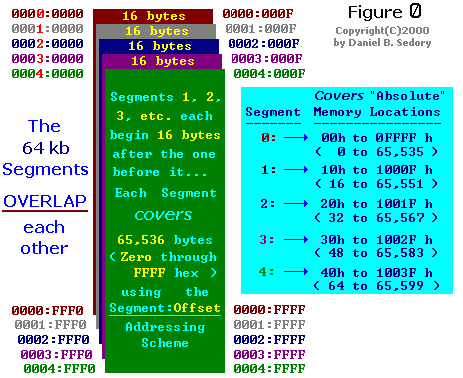 0000:0000 16 bytes 0000:000F Figure 0
0001:0000 16 bytes 0001:000F Copyright(C)2000
0002:0000 16 bytes 0002:000F by Daniel B. Sedory
0003:0000 16 bytes 0003:000F
0004:0000 0004:000F
The
64 kb
Segments
OVERLAP
each
other
Segments 1, 2,
3, etc. each
begin 16 bytes
after the one
before it...
Each Segment
covers
65,536 bytes
(Zero through
FFFF hex )
using the
Segment:Offset
Addressing
Scheme
Covers "Absolute"
Segment Memory Locations
0: 00h to 0FFFF h
( 0 to 65,535 )
1: 10h to 1000F h
( 16 to 65,551 )
2: 20h to 1001F h
( 32 to 65,567 )
3: 30h to 1002F h
( 48 to 65,583 )
4: 40h to 1003F h
( 64 to 65,599 )
0000:FFF0 0000:FFFF
0001:FFF0 0001:FFFF
0002:FFF0 0002:FFFF
0003:FFF0 0003:FFFF
0004:FFF0 0004:FFFF